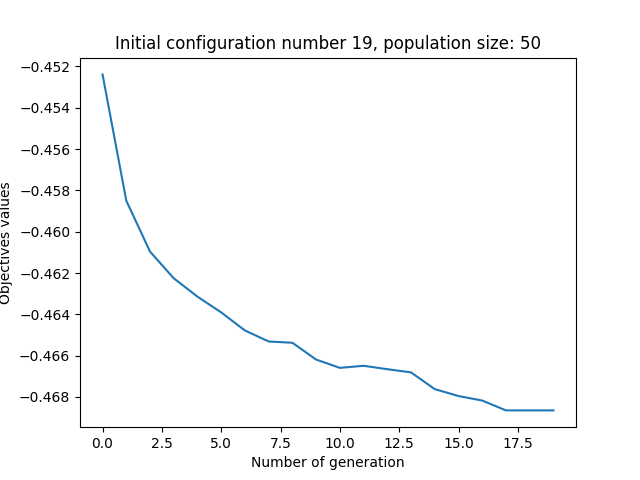 Initial configuration number 19, population size: 50
−0.452
−0.454
−0.456
−0.458
−0.460
−0.462
−0.464
−0.466
−0.468
Objectives values
0.0 2.5 5.0 7.5 10.0 12.5 15.0 17.5
Number of generation